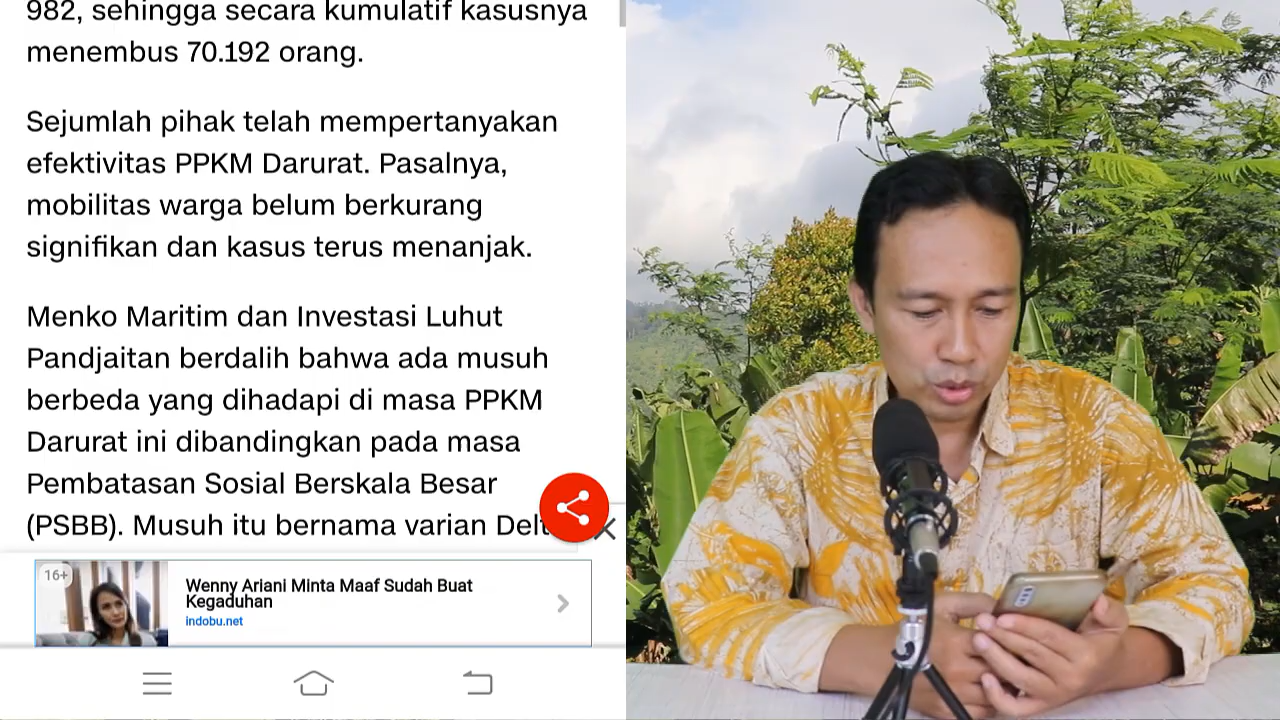 982, sehingga secara kumulatif kasusnya
menembus 70.192 orang.
Sejumlah pihak telah mempertanyakan
efektivitas PPKM Darurat. Pasalnya,
mobilitas warga belum berkurang
signifikan dan kasus terus menanjak.
Menko Maritim dan Investasi Luhut
Pandjaitan berdalih bahwa ada musuh
berbeda yang dihadapi di masa PPKM
Darurat ini dibandingkan pada masa
Pembatasan Sosial Berskala Besar
(PSBB). Musuh itu bernama varian Delt
16+
Wenny Ariani Minta Maaf Sudah Buat
Kegaduhan
indobu.net